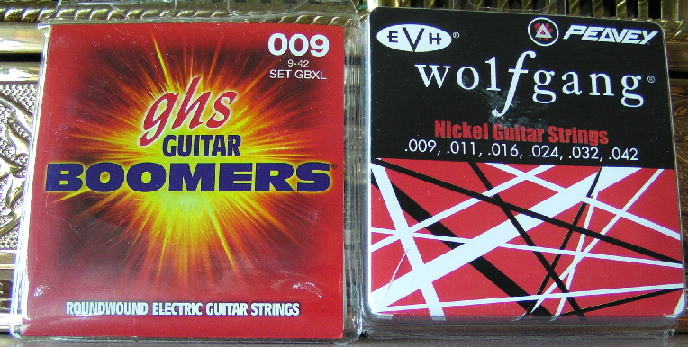 009
9-42
SET GBXL
ghs
GUITAR
BOOMERS
ROUNDWOUND ELECTRIC GUITAR STRINGS
EVH® PEAVEY
wolfgang®
Nickel Guitar Strings
.009, .011, .016, .024, .032, .042